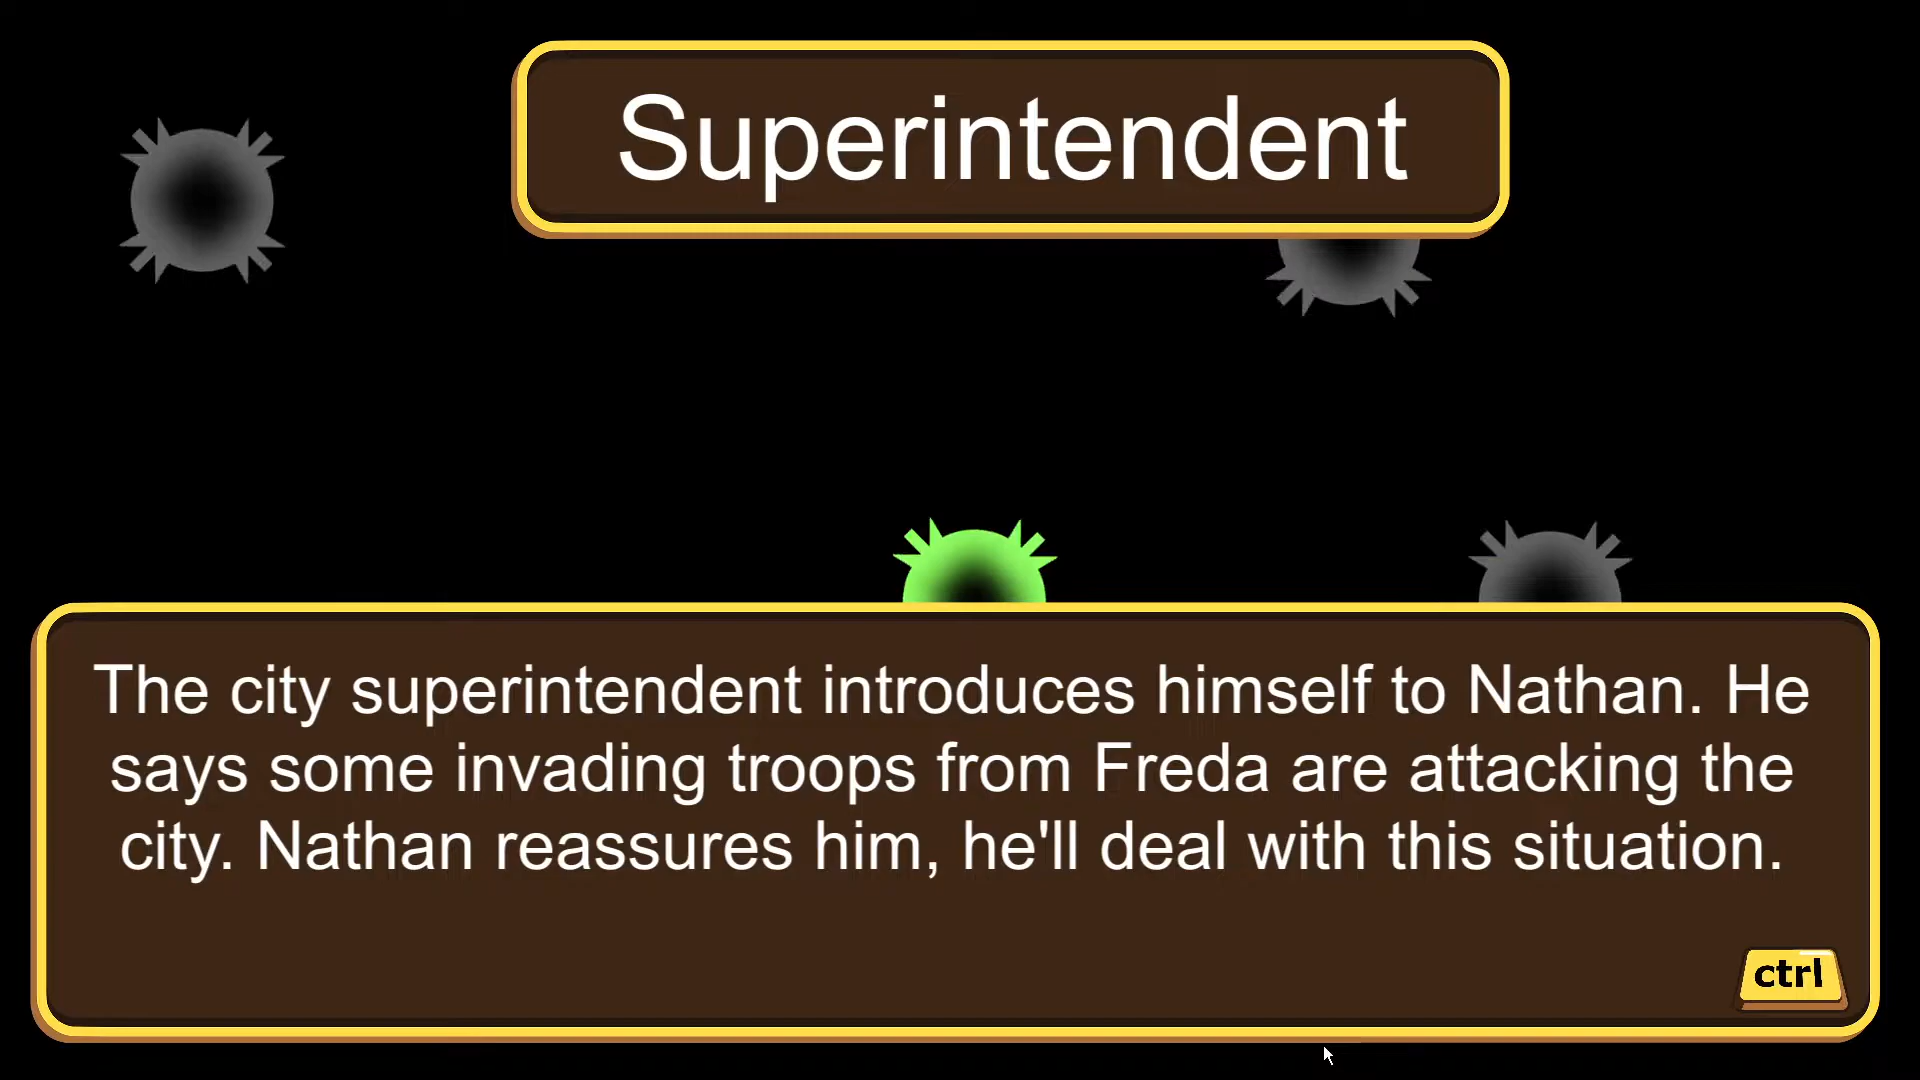 Superintendent
The city superintendent introduces himself to Nathan. He
says some invading troops from Freda are attacking the
city. Nathan reassures him, he'll deal with this situation.
ctrl